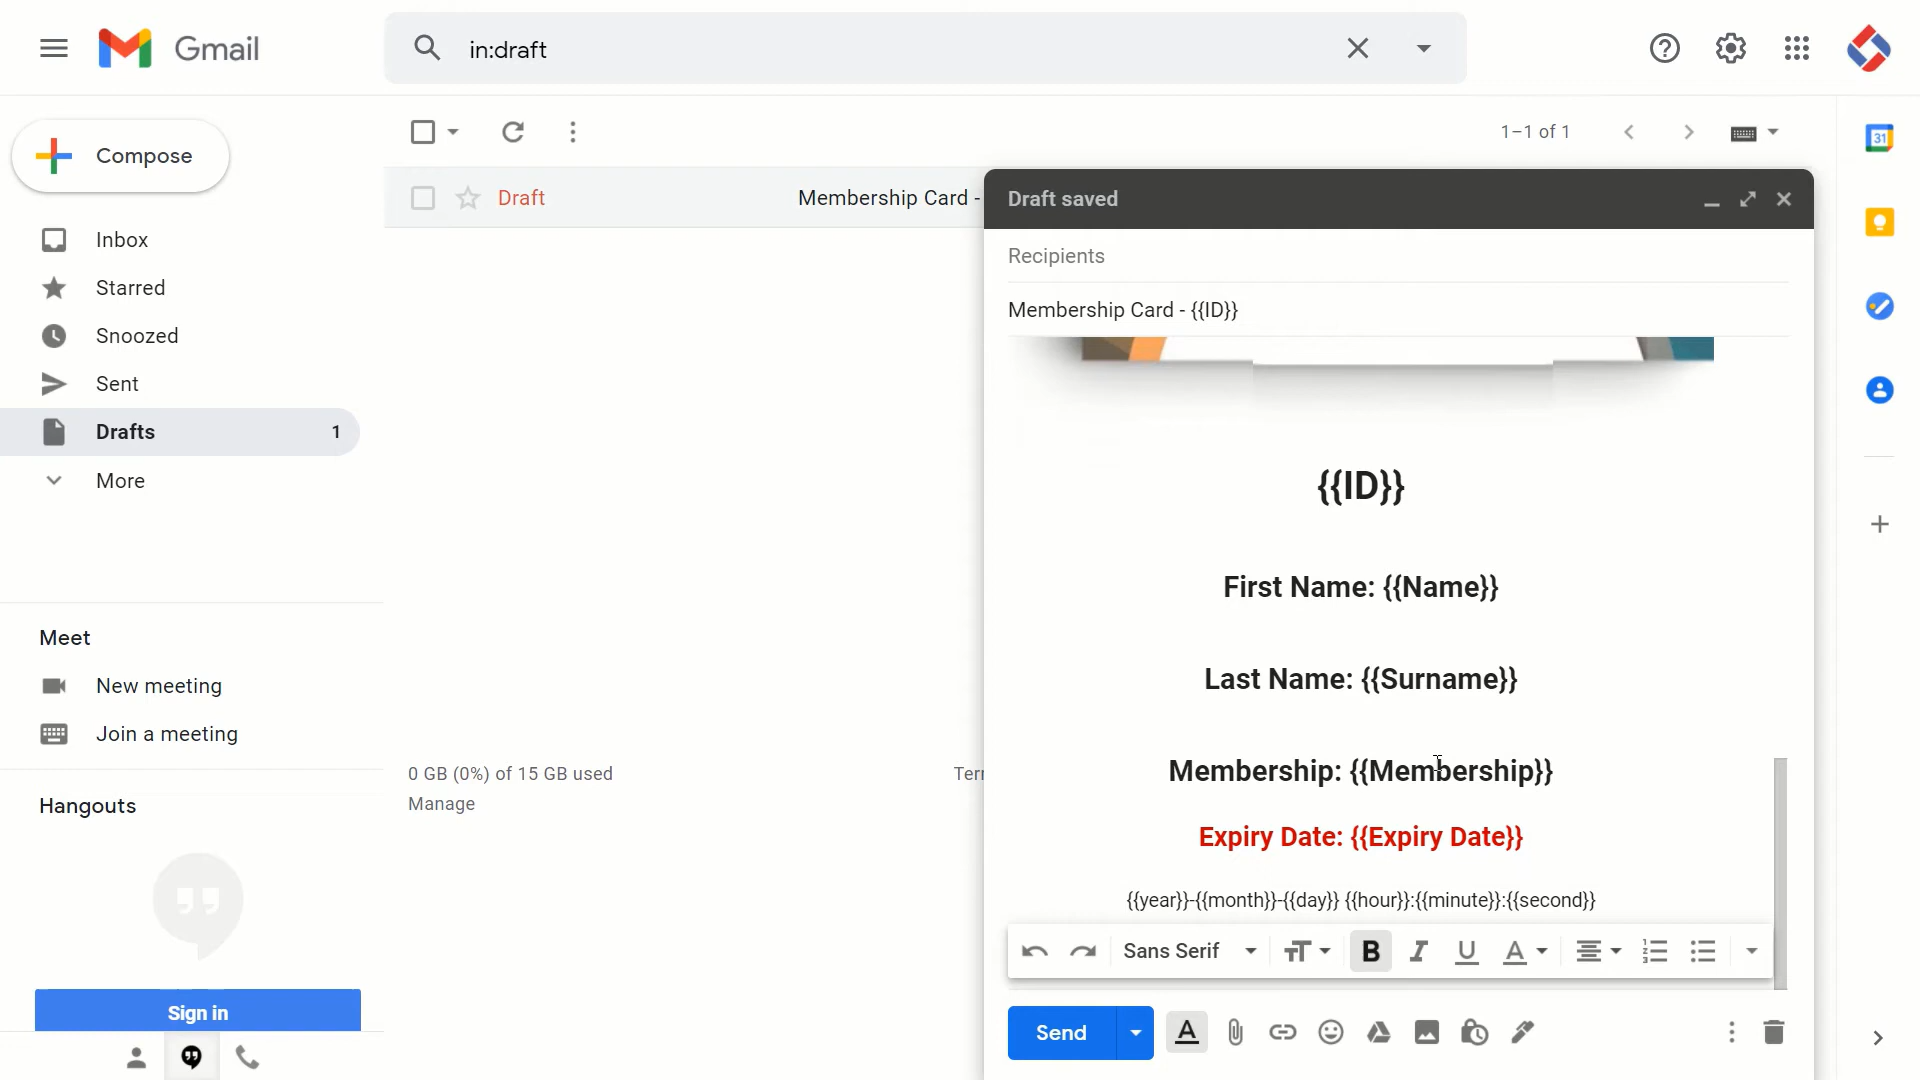 Gmail
in:draft
Compose
1–1 of 1
Draft
Membership Card -
Inbox
Starred
Snoozed
Sent
Drafts
1
More
Meet
New meeting
Join a meeting
Hangouts
Sign in
0 GB (0%) of 15 GB used
Manage
Draft saved
Recipients
Membership Card - {{ID}}
{{ID}}
First Name: {{Name}}
Last Name: {{Surname}}
Membership: {{Membership}}
Expiry Date: {{Expiry Date}}
{{year}}-{{month}}-{{day}} {{hour}}:{{minute}}:{{second}}
Sans Serif
B
I
U
A
Send
A
31